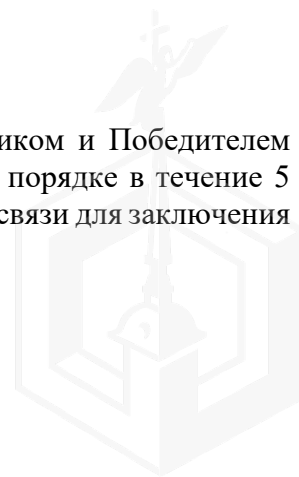 иком и Победителем
порядке в течение 5
связи для заключения